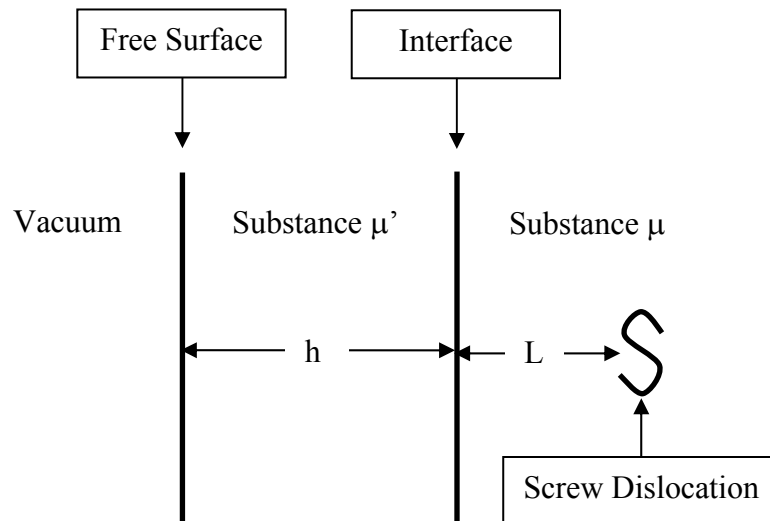 Free Surface
Interface
Vacuum
Substance μ’
Substance μ
h
L
S
Screw Dislocation